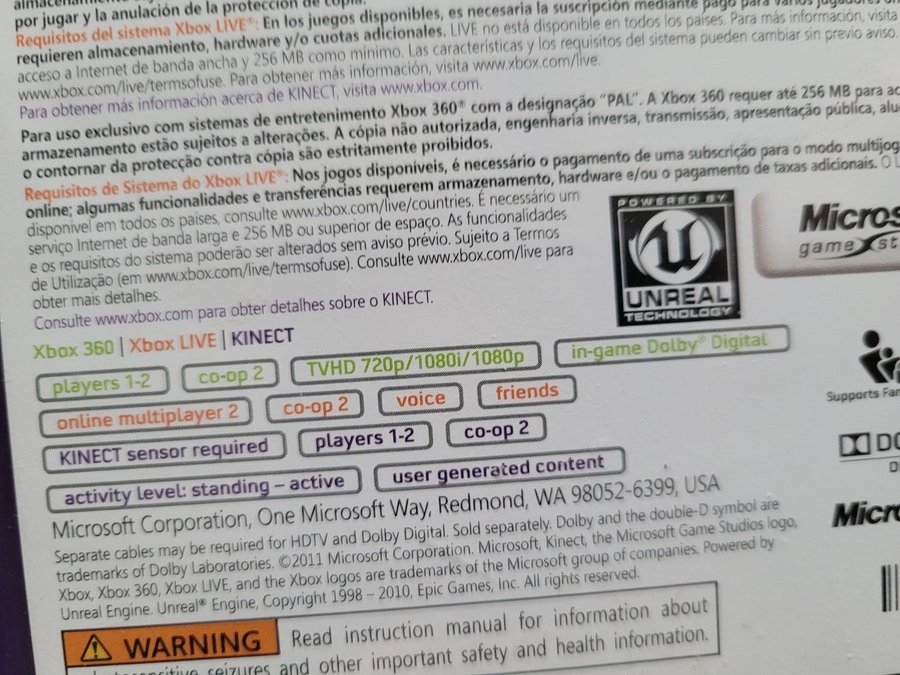 por jugar y la anulación de la protección de copia.
Requisitos del sistema Xbox LIVE®: En los juegos disponibles, es necesaria la suscripción mediante pago para varios jugadores
requieren almacenamiento, hardware y/o cuotas adicionales. LIVE no está disponible en todos los países. Para más información, visita
acceso a Internet de banda ancha y 256 MB como mínimo. Las características y los requisitos del sistema pueden cambiar sin previo aviso.
www.xbox.com/live/termsofuse. Para obtener más información, visita www.xbox.com/live.
Para obtener más información acerca de KINECT, visita www.xbox.com.
Para uso exclusivo com sistemas de entretenimento Xbox 360® com a designação "PAL". A Xbox 360 requer até 256 MB para
armazenamento estão sujeitos a alterações. A cópia não autorizada, engenharia inversa, transmissão, apresentação pública,
o contornar da protecção contra cópia são estritamente proibidos.
Requisitos de Sistema do Xbox LIVE®: Nos jogos disponíveis, é necessário o pagamento de uma subscrição para o modo
online; algumas funcionalidades e transferências requerem armazenamento, hardware e/ou o pagamento de taxas adicionais. O
disponível em todos os países, consulte www.xbox.com/live/countries. É necessário um
serviço Internet de banda larga e 256 MB ou superior de espaço. As funcionalidades
e os requisitos do sistema poderão ser alterados sem aviso prévio. Sujeito a Termos
de Utilização (em www.xbox.com/live/termsofuse). Consulte www.xbox.com/live para
obter mais detalhes.
Consulte www.xbox.com para obter detalhes sobre o KINECT.
POWERED BY
UNREAL
TECHNOLOGY
Micros
game st
Xbox 360 | Xbox LIVE | KINECT
players 1-2 co-op 2 TVHD 720p/1080i/1080p in-game Dolby® Digital
online multiplayer 2 co-op 2 voice friends
KINECT sensor required players 1-2 co-op 2
activity level: standing – active user generated content
Supports Fam
DO
D
Micro
Microsoft Corporation, One Microsoft Way, Redmond, WA 98052-6399, USA
Separate cables may be required for HDTV and Dolby Digital. Sold separately. Dolby and the double-D symbol are
trademarks of Dolby Laboratories. ©2011 Microsoft Corporation. Microsoft, Kinect, the Microsoft Game Studios logo,
Xbox, Xbox 360, Xbox LIVE, and the Xbox logos are trademarks of the Microsoft group of companies. Powered by
Unreal Engine. Unreal® Engine, Copyright 1998 – 2010, Epic Games, Inc. All rights reserved.
WARNING Read instruction manual for information about
seizures and other important safety and health information.